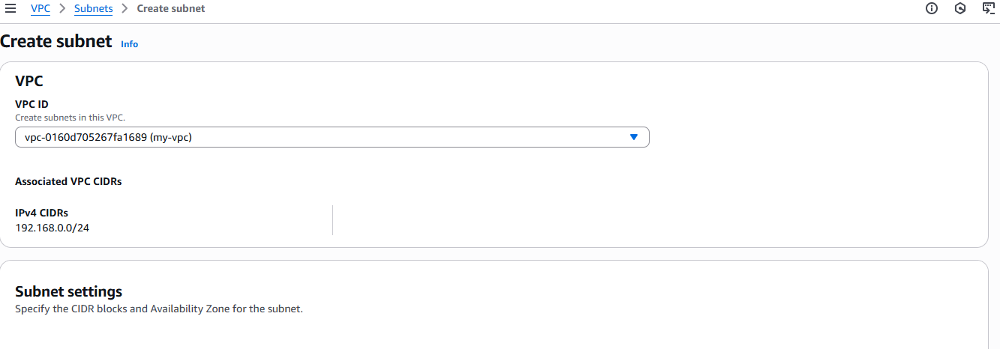 VPC > Subnets > Create subnet
Create subnet Info
VPC
VPC ID
Create subnets in this VPC.
vpc-0160d705267fa1689 (my-vpc)
Associated VPC CIDRs
IPv4 CIDRs
192.168.0.0/24
Subnet settings
Specify the CIDR blocks and Availability Zone for the subnet.